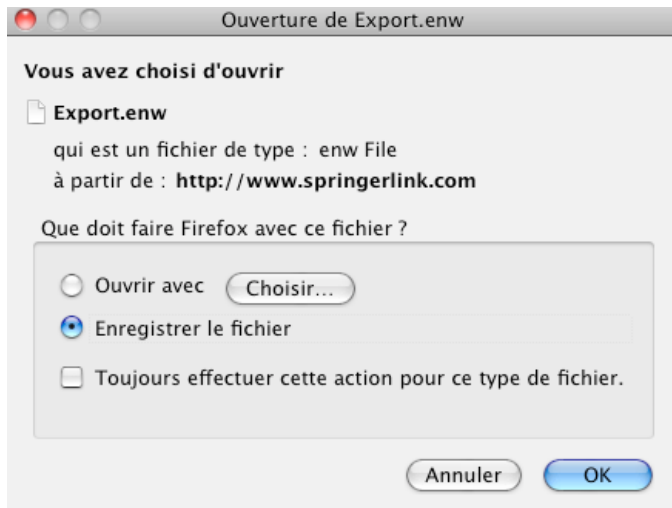 Ouverture de Export.enw
Vous avez choisi d'ouvrir
Export.enw
qui est un fichier de type : enw File
à partir de : http://www.springerlink.com
Que doit faire Firefox avec ce fichier ?
Ouvrir avec Choisir...
Enregistrer le fichier
Toujours effectuer cette action pour ce type de fichier.
Annuler OK